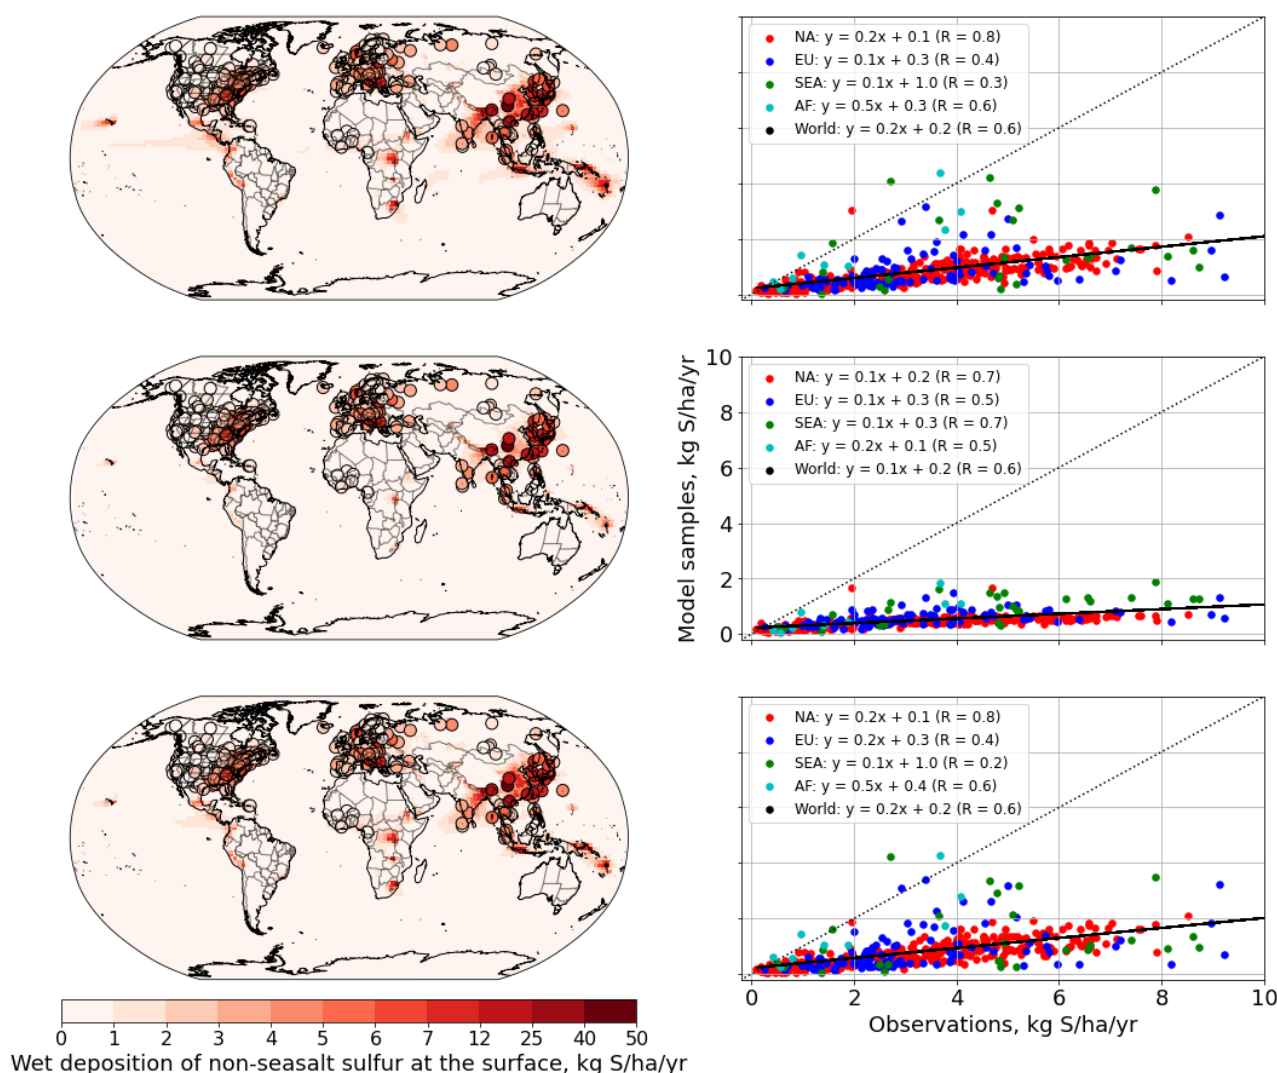 NA: y = 0.2x + 0.1 (R = 0.8)
EU: y = 0.1x + 0.3 (R = 0.4)
SEA: y = 0.1x + 1.0 (R = 0.3)
AF: y = 0.5x + 0.3 (R = 0.6)
World: y = 0.2x + 0.2 (R = 0.6)
NA: y = 0.1x + 0.2 (R = 0.7)
EU: y = 0.1x + 0.3 (R = 0.5)
SEA: y = 0.1x + 0.3 (R = 0.7)
AF: y = 0.2x + 0.1 (R = 0.5)
World: y = 0.1x + 0.2 (R = 0.6)
10
8
6
4
2
0
Model samples, kg S/ha/yr
NA: y = 0.2x + 0.1 (R = 0.8)
EU: y = 0.2x + 0.3 (R = 0.4)
SEA: y = 0.1x + 1.0 (R = 0.2)
AF: y = 0.5x + 0.4 (R = 0.6)
World: y = 0.2x + 0.2 (R = 0.6)
0 2 4 6 8 10
Observations, kg S/ha/yr
0 1 2 3 4 5 6 7 12 25 40 50
Wet deposition of non-seasalt sulfur at the surface, kg S/ha/yr